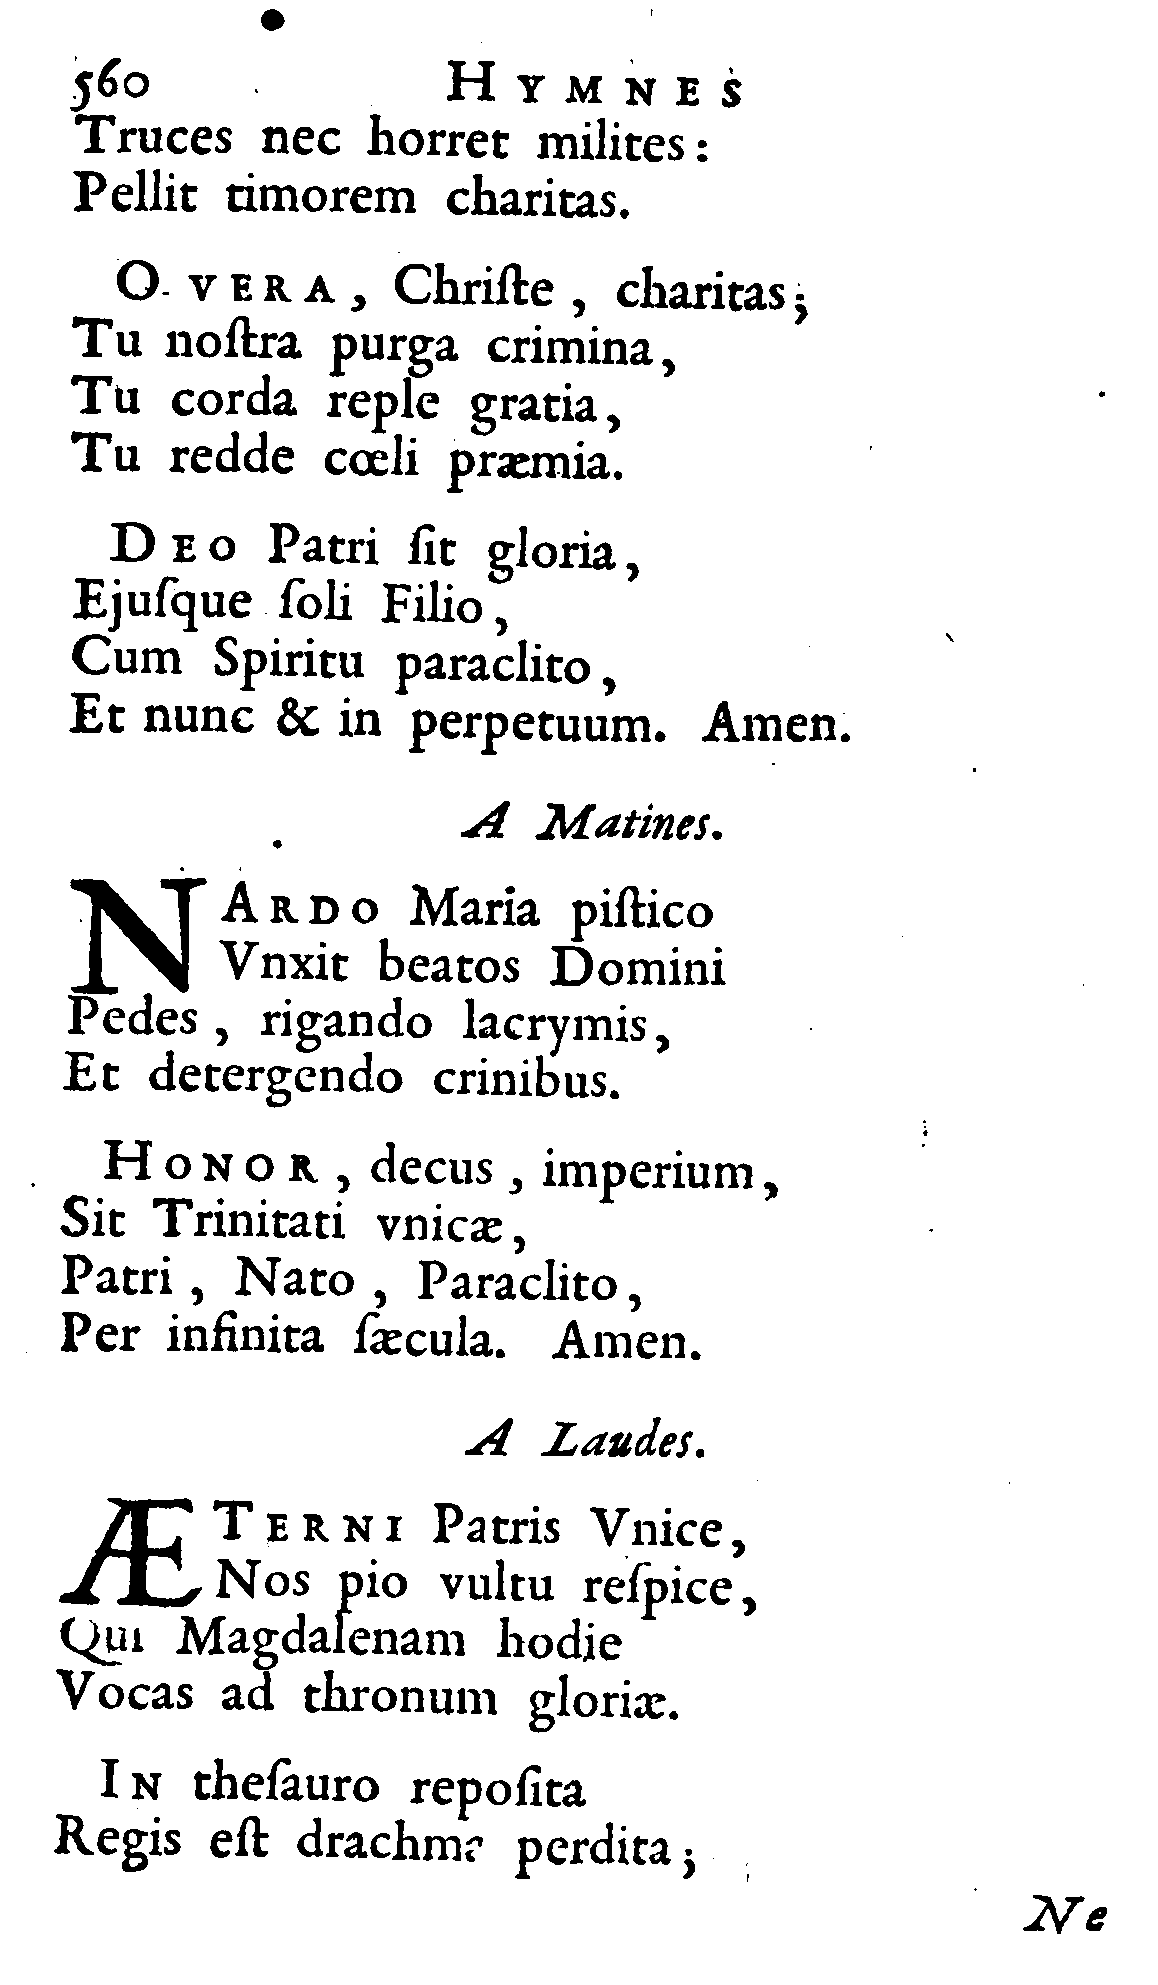 560 HYMNES
Truces nec horret milites :
Pellit timorem charitas.
O VERA, Chriſte, charitas;
Tu noſtra purga crimina,
Tu corda reple gratia,
Tu redde cœli præmia.
DEO Patri ſit gloria,
Ejuſque ſoli Filio,
Cum Spiritu paraclito,
Et nunc & in perpetuum. Amen.
A Matines.
NARDO Maria piſtico
Vnxit beatos Domini
Pedes, rigando lacrymis,
Et detergendo crinibus.
HONOR, decus, imperium,
Sit Trinitati vnicæ,
Patri, Nato, Paraclito,
Per infinita ſæcula. Amen.
A Laudes.
ÆTERNI Patris Vnice,
Nos pio vultu reſpice,
Qui Magdalenam hodie
Vocas ad thronum gloriæ.
IN theſauro repoſita
Regis eſt drachma perdita;
Ne